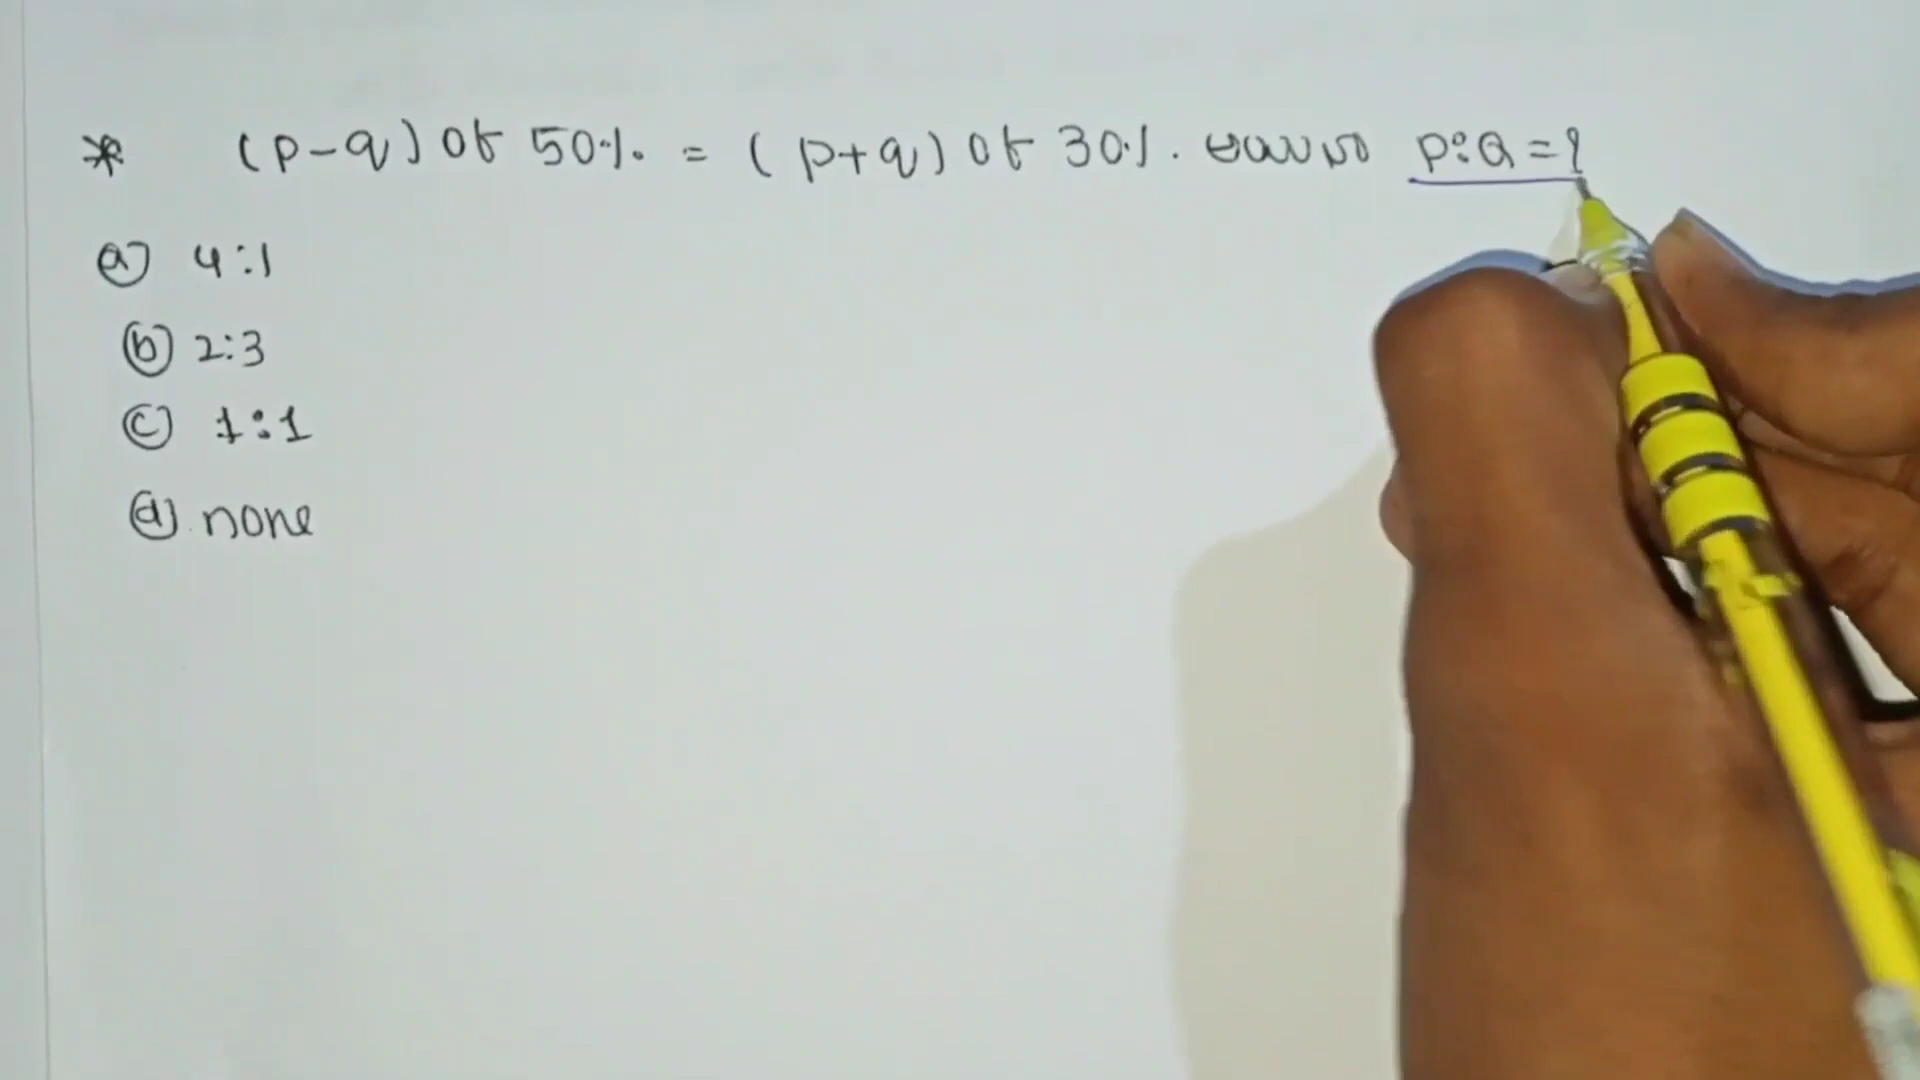 * (p-q) of 50%. = (p+q) of 30%. P:Q = ?
(a) 4:1
(b) 2:3
(c) 1:1
(d) none